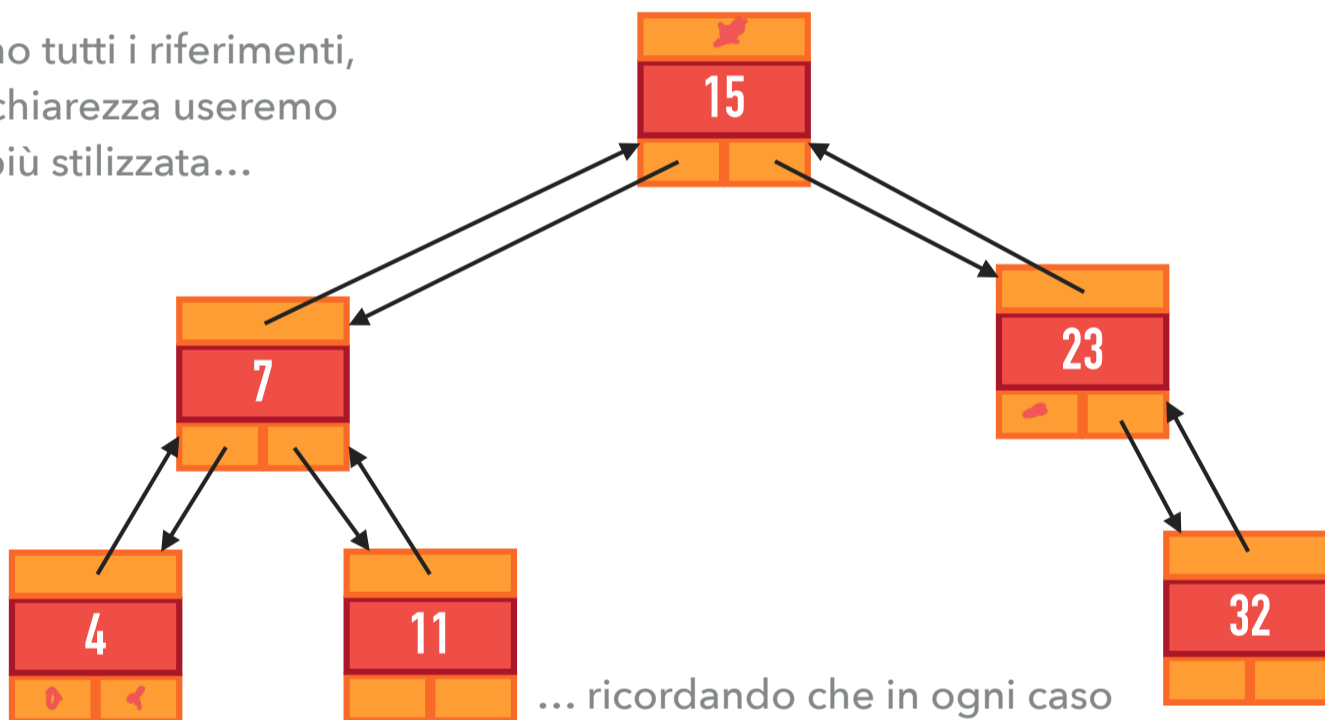 no tutti i riferimenti,
chiarezza useremo
più stilizzata...
15
7
23
4
11
32
... ricordando che in ogni caso